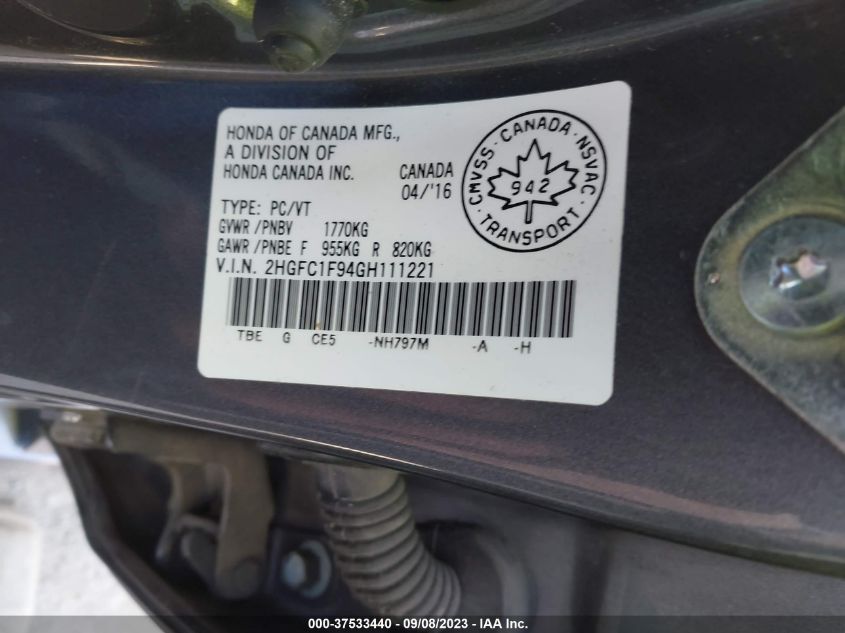 HONDA OF CANADA MFG.,
A DIVISION OF
HONDA CANADA INC.
CANADA
04/'16
TYPE: PC/VT
GVWR /PNBV 1770KG
GAWR /PNBE F 955KG R 820KG
V.I.N. 2HGFC1F94GH111221
TBE G CE5 -NH797M -A -H
CMVSS · CANADA · NSVAC ·
942
TRANSPORT
000-37533440 - 09/08/2023 - IAA Inc.